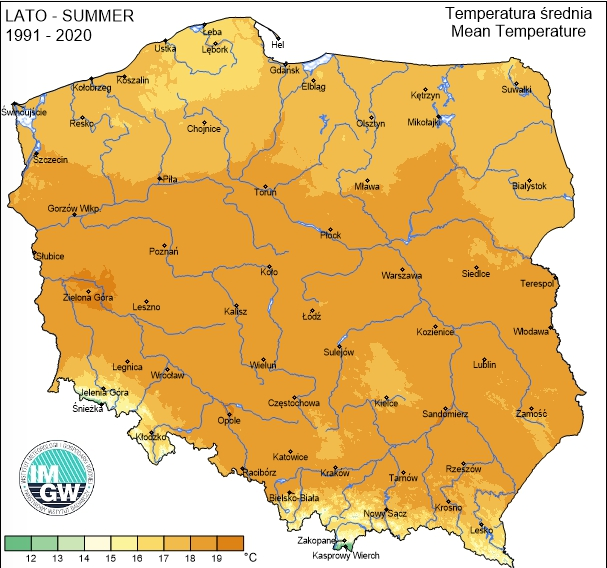 LATO - SUMMER
1991 - 2020
Temperatura średnia
Mean Temperature
Łeba
Hel
Ustka
Lębork
Gdańsk
Koszalin
Kołobrzeg
Elbląg
Kętrzyn
Suwałki
Świnoujście
Resko
Chojnice
Olsztyn
Mikołajki
Szczecin
Piła
Toruń
Mława
Białystok
Gorzów Wlkp.
Płock
Słubice
Poznań
Koło
Warszawa
Siedlce
Terespol
Zielona Góra
Leszno
Kalisz
Łódź
Kozienice
Włodawa
Sulejów
Legnica
Wrocław
Wieluń
Lublin
Jelenia Góra
Śnieżka
Częstochowa
Kielce
Sandomierz
Zamość
Opole
Kłodzko
Katowice
Racibórz
Kraków
Tarnów
Rzeszów
Bielsko-Biała
Nowy Sącz
Krosno
Lesko
Zakopane
Kasprowy Wierch
IM
GW
12 13 14 15 16 17 18 19 °C